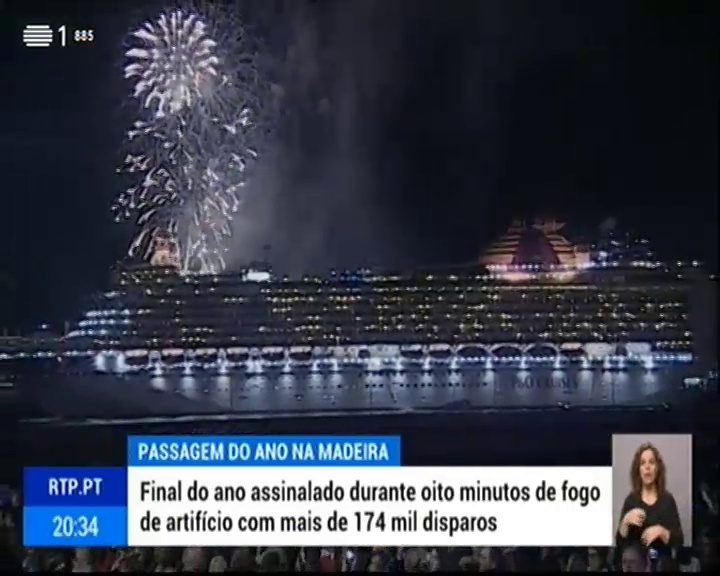 1 885
P&O CRUISES
PASSAGEM DO ANO NA MADEIRA
RTP.PT
Final do ano assinalado durante oito minutos de fogo
20:34
de artifício com mais de 174 mil disparos